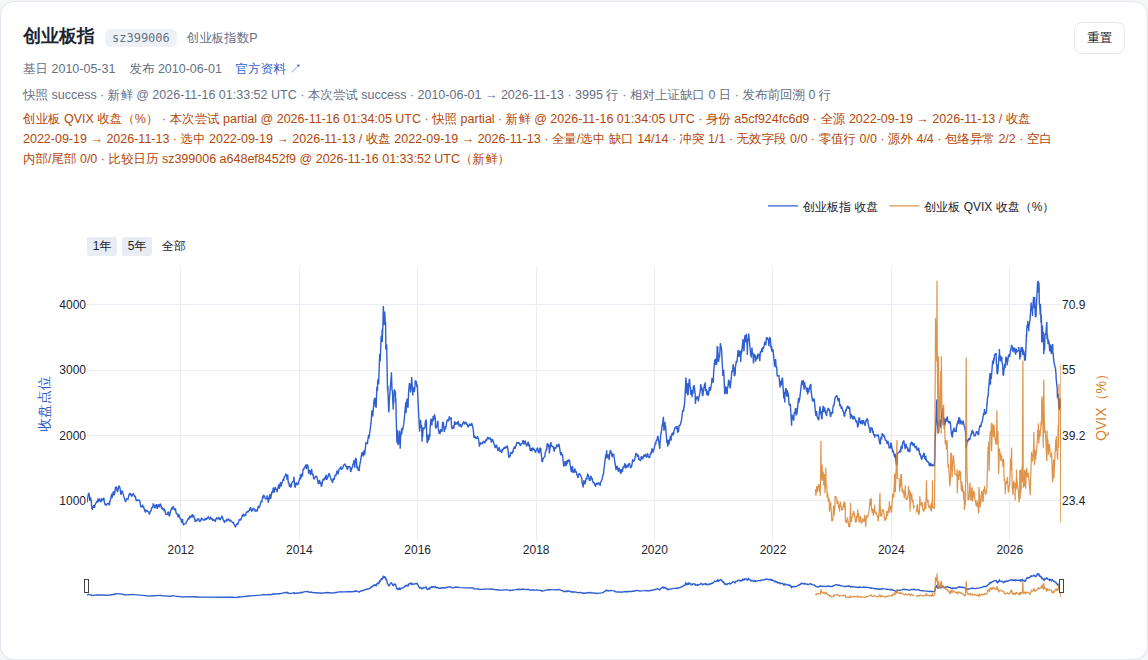 创业板指 sz399006 创业板指数P
重置
基日 2010-05-31 发布 2010-06-01 官方资料 ↗
快照 success · 新鲜 @ 2026-11-16 01:33:52 UTC · 本次尝试 success · 2010-06-01 → 2026-11-13 · 3995 行 · 相对上证缺口 0 日 · 发布前回溯 0 行
创业板 QVIX 收盘（%） · 本次尝试 partial @ 2026-11-16 01:34:05 UTC · 快照 partial · 新鲜 @ 2026-11-16 01:34:05 UTC · 身份 a5cf924fc6d9 · 全源 2022-09-19 → 2026-11-13 / 收盘
2022-09-19 → 2026-11-13 · 选中 2022-09-19 → 2026-11-13 / 收盘 2022-09-19 → 2026-11-13 · 全量/选中 缺口 14/14 · 冲突 1/1 · 无效字段 0/0 · 零值行 0/0 · 源外 4/4 · 包络异常 2/2 · 空白
内部/尾部 0/0 · 比较日历 sz399006 a648ef8452f9 @ 2026-11-16 01:33:52 UTC（新鲜）
创业板指 收盘 创业板 QVIX 收盘（%）
1年 5年 全部
4000 70.9
3000 55
2000 39.2
1000 23.4
收盘点位
QVIX（%）
2012 2014 2016 2018 2020 2022 2024 2026